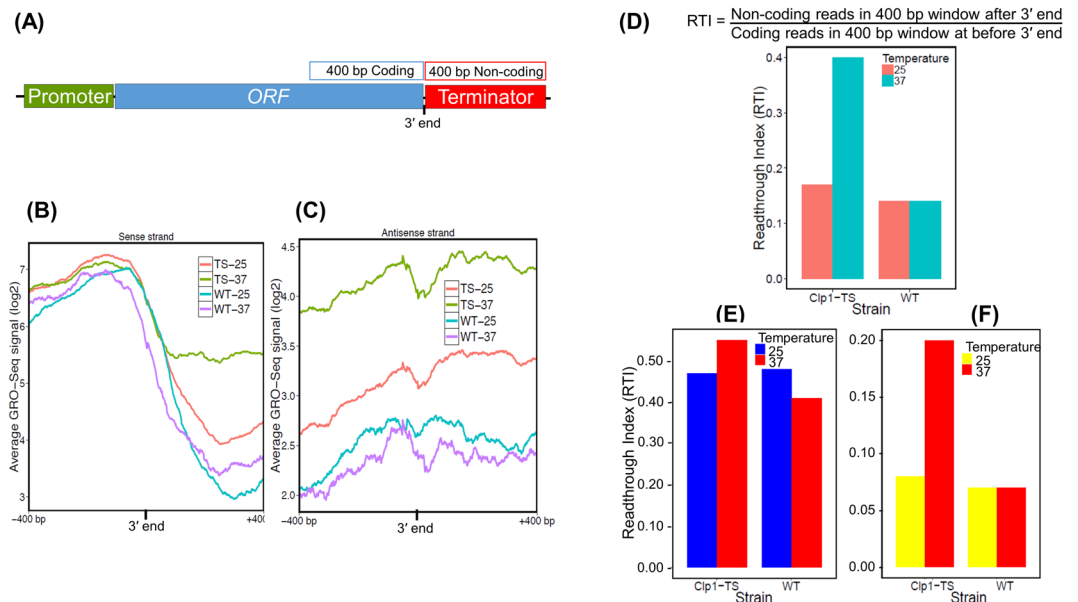 (A)
400 bp Coding
400 bp Non-coding
Promoter
ORF
Terminator
3′ end
(B)
Sense strand
Average GRO−Seq signal (log2)
7
6
5
4
3
TS−25
TS−37
WT−25
WT−37
−400 bp
3′ end
+400
(C)
Antisense strand
Average GRO−Seq signal (log2)
4.5
4.0
3.5
3.0
2.5
2.0
TS−25
TS−37
WT−25
WT−37
−400 bp
3′ end
+400 bp
(D)
RTI = Non-coding reads in 400 bp window after 3′ end
Coding reads in 400 bp window at before 3′ end
Readthrough Index (RTI)
0.4
0.3
0.2
0.1
0.0
Temperature
25
37
Clp1−TS
WT
Strain
(E)
Readthrough Index (RTI)
0.50
0.40
0.30
0.20
0.10
0.00
Temperature
25
37
Clp1−TS
WT
Strain
(F)
0.20
0.15
0.10
0.05
0.00
Temperature
25
37
Clp1−TS
WT
Strain